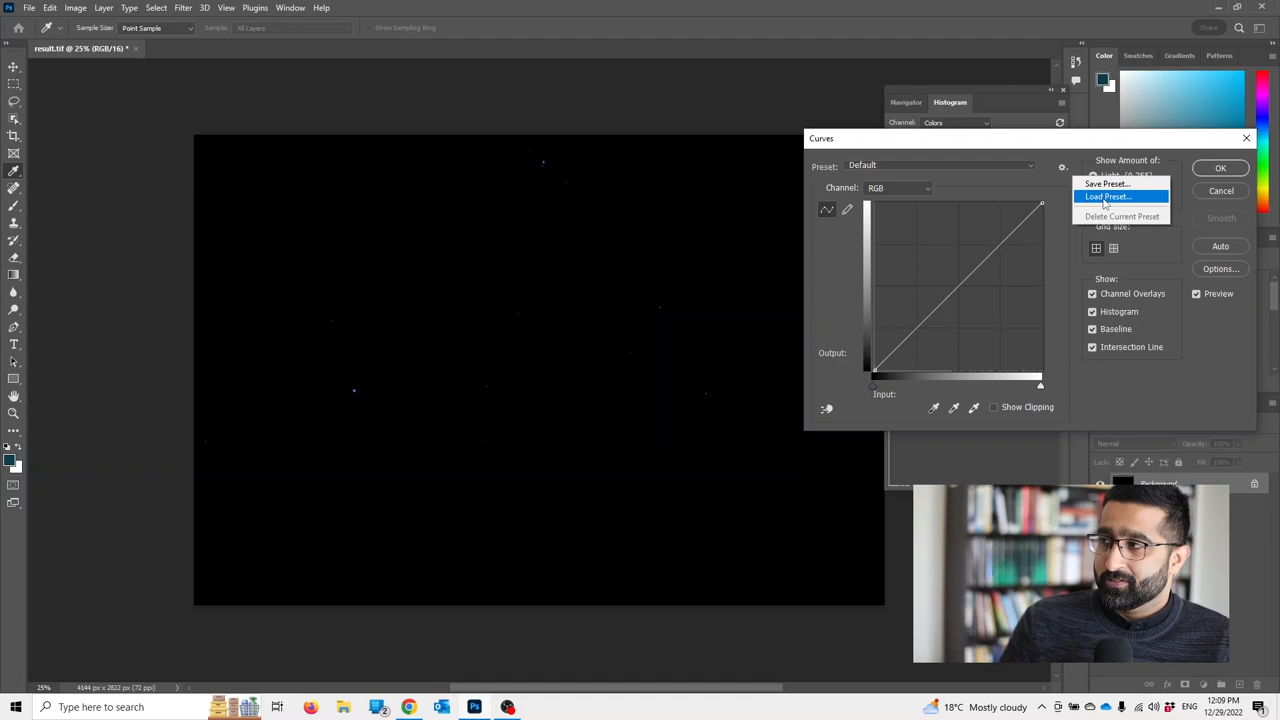 Ps File Edit Image Layer Type Select Filter 3D View Plugins Window Help
Sample Size: Point Sample Sample: All Layers Show Sampling Ring Share
result.tif @ 25% (RGB/16) *
Color Swatches Gradients Patterns
Navigator Histogram
Channel: Colors
Curves
Preset: Default
Channel: RGB
Output:
Input:
Show Clipping
Show Amount of:
Light (0-255)
Save Preset...
Load Preset...
Delete Current Preset
Grid size:
Show:
Channel Overlays
Histogram
Baseline
Intersection Line
OK
Cancel
Smooth
Auto
Options...
Preview
Normal Opacity: 100%
Lock: Fill: 100%
Background
25% 4144 px x 2822 px (72 ppi)
Type here to search
2
Ps
18°C Mostly cloudy
ENG
12:09 PM
12/29/2022
1